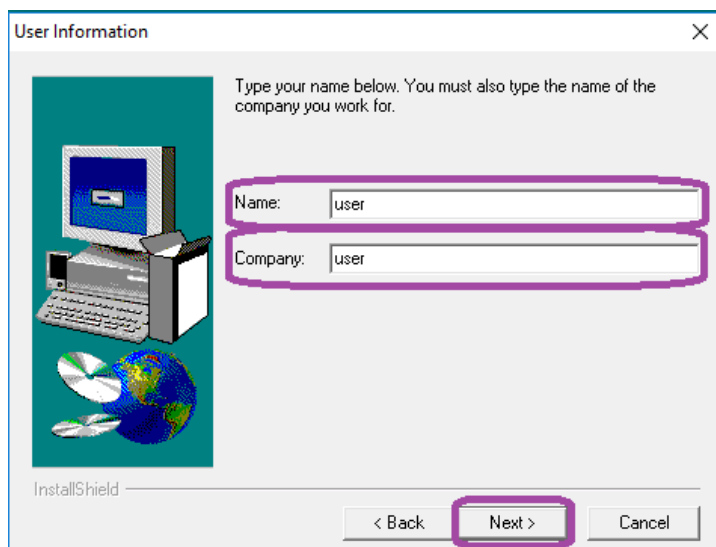 User Information
Type your name below. You must also type the name of the
company you work for.
Name: user
Company: user
InstallShield
< Back Next > Cancel